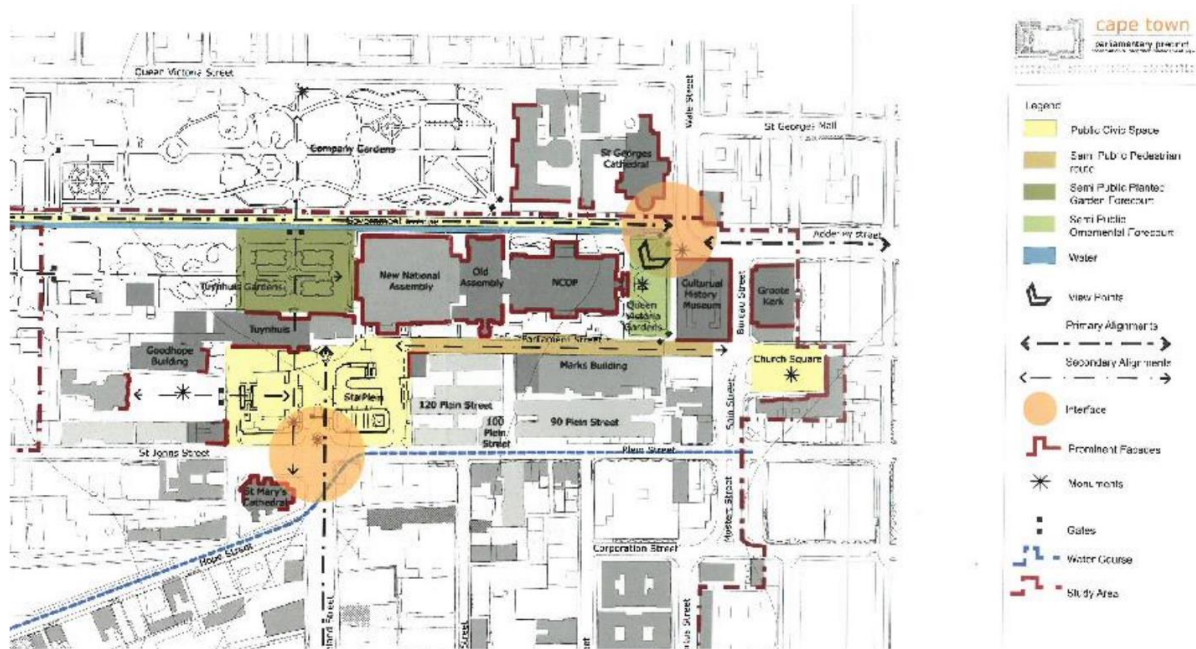 cape town
parliamentary precinct
Queen Victoria Street
Wale Street
St Georges Mall
Company Gardens
St Georges
Cathedral
Government Avenue
Adderley street
Tuynhuis Gardens
New National
Assembly
Old
Assembly
NCOP
Queen
Victoria
Gardens
Culturual
History
Museum
Bureau Street
Groote
Kerk
Tuynhuis
Goodhope
Building
Parliament Street
Marks Building
Church Square
StalPlein
120 Plein Street
100
Plein
Street
90 Plein Street
Spin Street
St Johns Street
Plein Street
St Mary's
Cathedral
Mostert Street
Corporation Street
Hope Street
Street
Legend
Public Civic Space
Semi Public Pedestrian
route
Semi Public Planted
Garden Forecourt
Semi Public
Ornamental Forecourt
Water
View Points
Primary Alignments
Secondary Alignments
Interface
Prominent Facades
Monuments
Gates
Water Course
Study Area